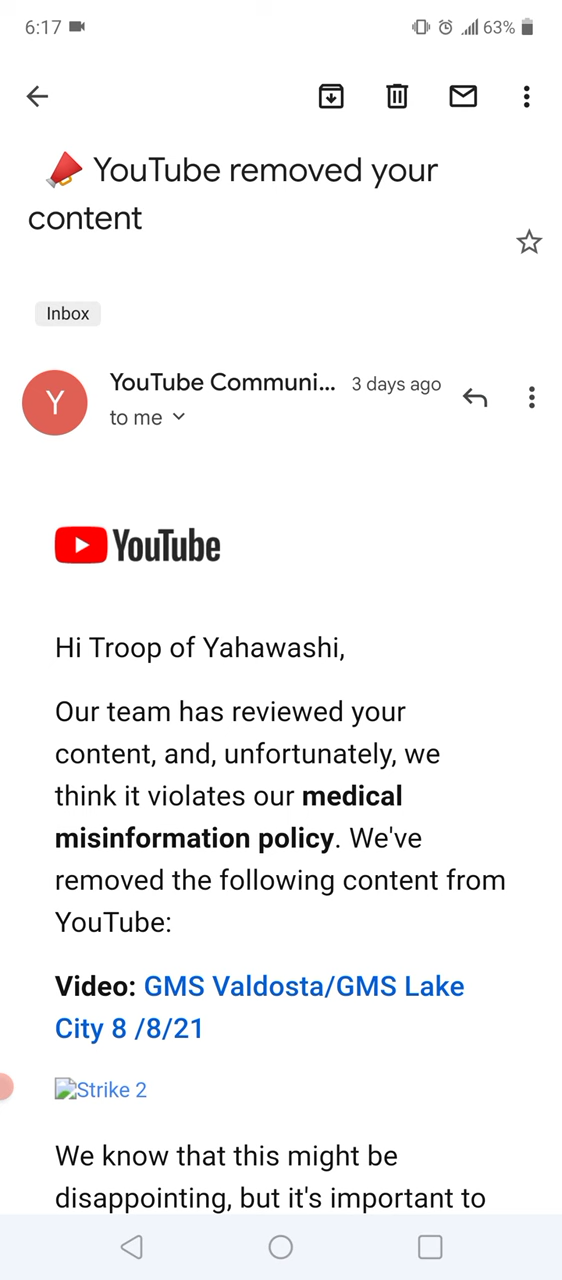 6:17
63%
YouTube removed your
content
Inbox
Y
YouTube Communi... 3 days ago
to me
YouTube
Hi Troop of Yahawashi,
Our team has reviewed your
content, and, unfortunately, we
think it violates our medical
misinformation policy. We've
removed the following content from
YouTube:
Video: GMS Valdosta/GMS Lake
City 8 /8/21
Strike 2
We know that this might be
disappointing, but it's important to